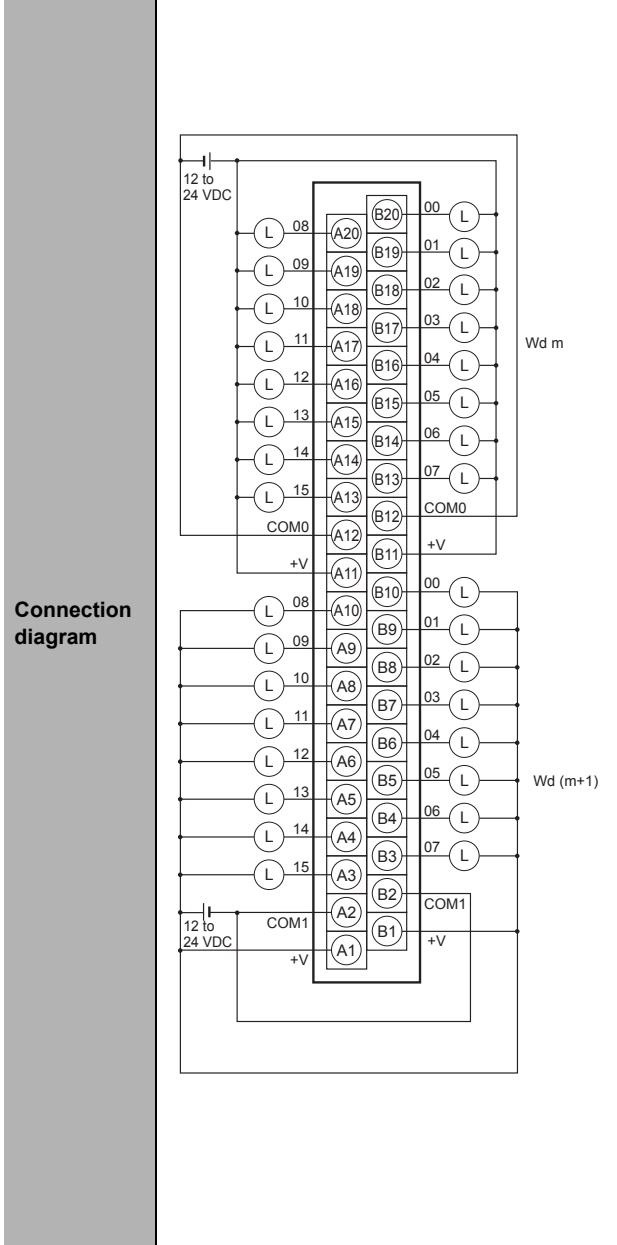 Connection
diagram
12 to
24 VDC
B20 00 L
L 08 A20
B19 01 L
L 09 A19
B18 02 L
L 10 A18
B17 03 L
Wd m
L 11 A17
B16 04 L
L 12 A16
B15 05 L
L 13 A15
B14 06 L
L 14 A14
B13 07 L
L 15 A13
B12 COM0
COM0 A12
B11 +V
+V A11
B10 00 L
L 08 A10
B9 01 L
L 09 A9
B8 02 L
L 10 A8
B7 03 L
L 11 A7
B6 04 L
L 12 A6
B5 05 L
Wd (m+1)
L 13 A5
B4 06 L
L 14 A4
B3 07 L
L 15 A3
B2 COM1
12 to
24 VDC
COM1 A2
B1 +V
+V A1